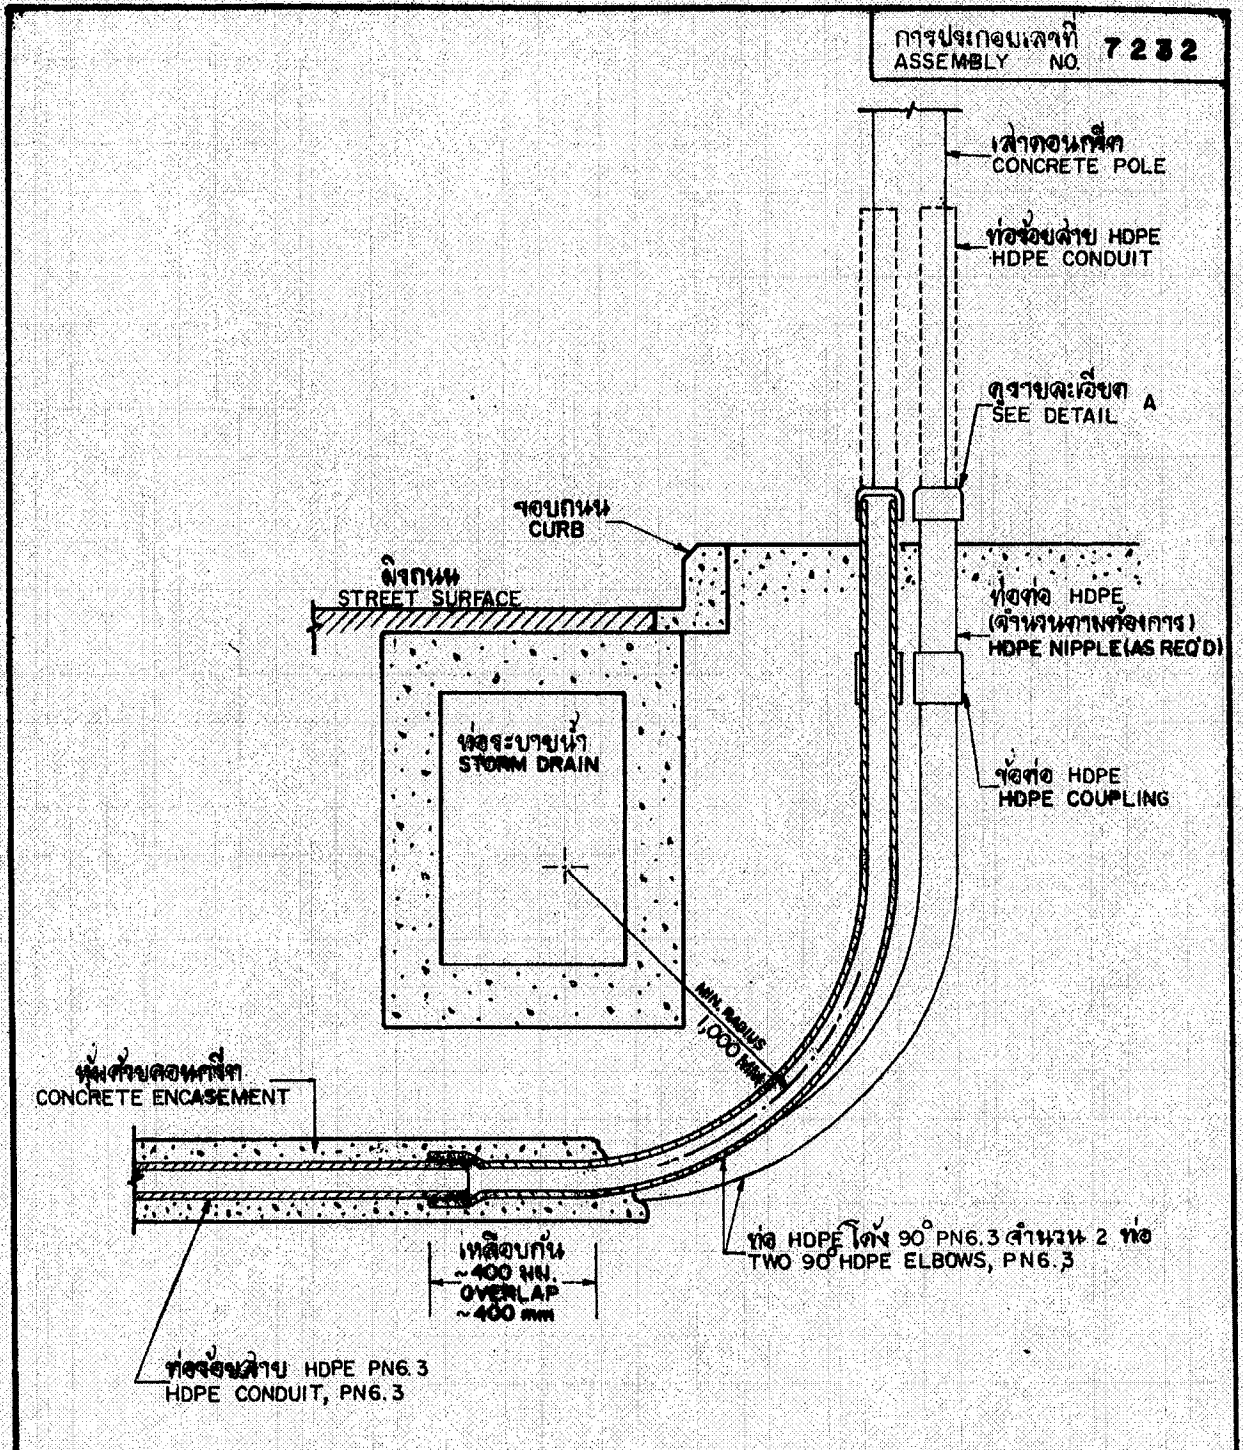 การประกอบเลขที่
ASSEMBLY NO. 7232
เสาคอนกรีต
CONCRETE POLE
ท่อร้อยสาย HDPE
HDPE CONDUIT
ดูรายละเอียด A
SEE DETAIL
ขอบถนน
CURB
ผิวถนน
STREET SURFACE
ท่อต่อ HDPE
(จำนวนตามต้องการ)
HDPE NIPPLE (AS REQ'D)
ท่อระบายน้ำ
STORM DRAIN
ข้อต่อ HDPE
HDPE COUPLING
MIN. RADIUS
1,000 MM.
หุ้มด้วยคอนกรีต
CONCRETE ENCASEMENT
ท่อ HDPE โค้ง 90° PN6.3 จำนวน 2 ท่อ
TWO 90° HDPE ELBOWS, PN6.3
เหลือบกัน
~400 มม.
OVERLAP
~400 mm
ท่อร้อยสาย HDPE PN6.3
HDPE CONDUIT, PN6.3